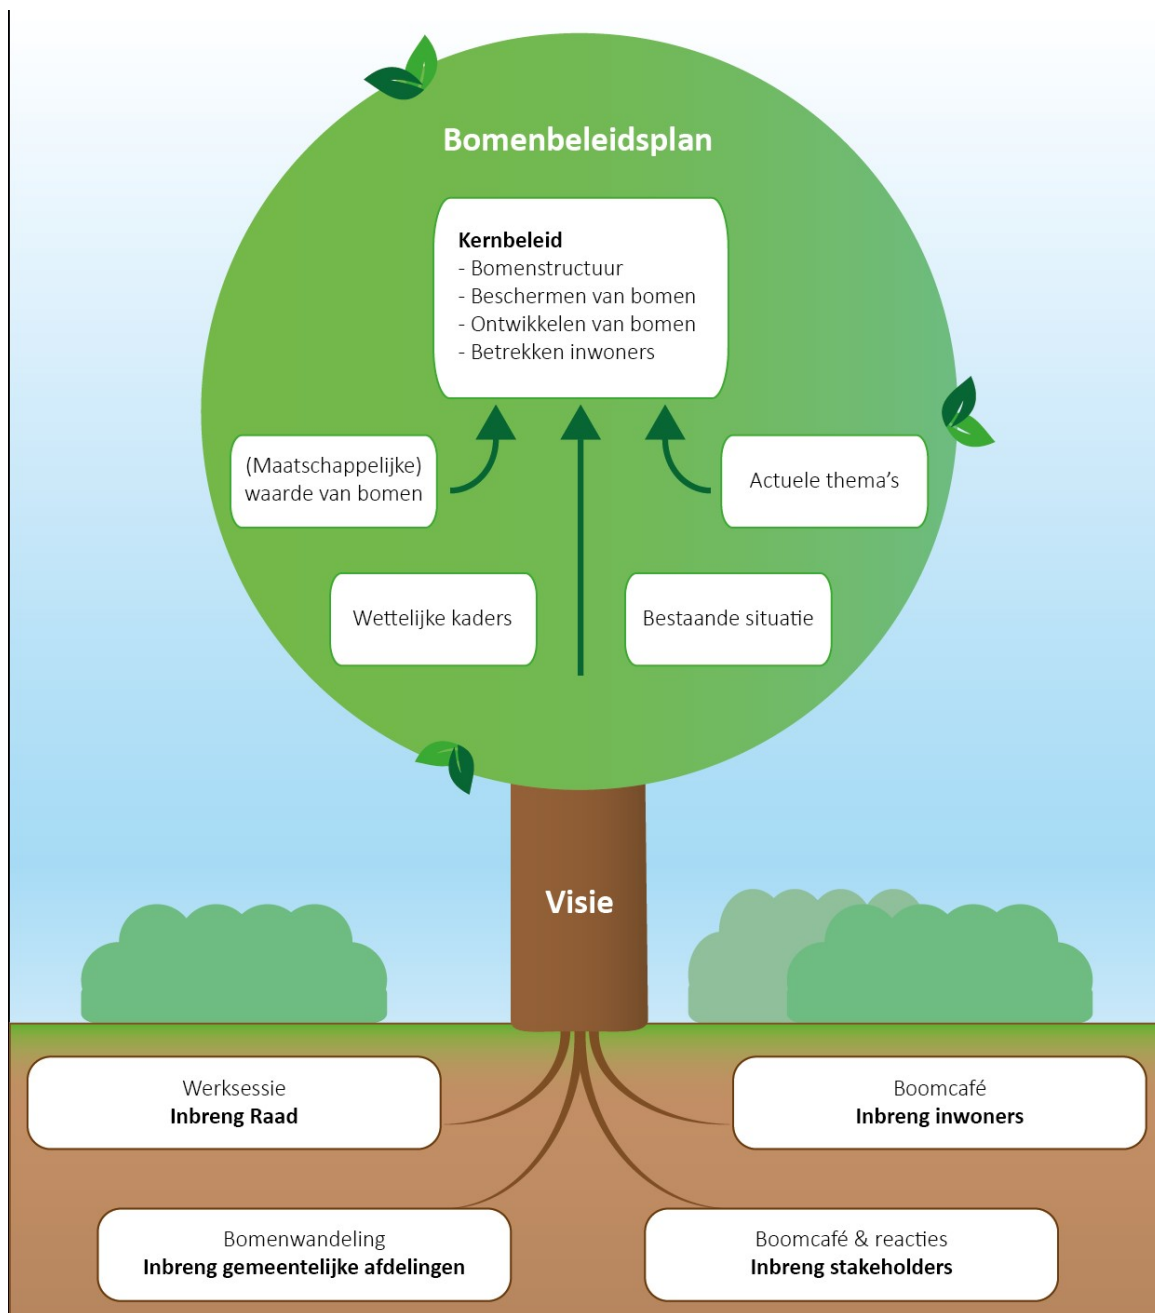 Bomenbeleidsplan
Kernbeleid
- Bomenstructuur
- Beschermen van bomen
- Ontwikkelen van bomen
- Betrekken inwoners
(Maatschappelijke)
waarde van bomen
Actuele thema’s
Wettelijke kaders
Bestaande situatie
Visie
Werksessie
Inbreng Raad
Boomcafé
Inbreng inwoners
Bomenwandeling
Inbreng gemeentelijke afdelingen
Boomcafé & reacties
Inbreng stakeholders